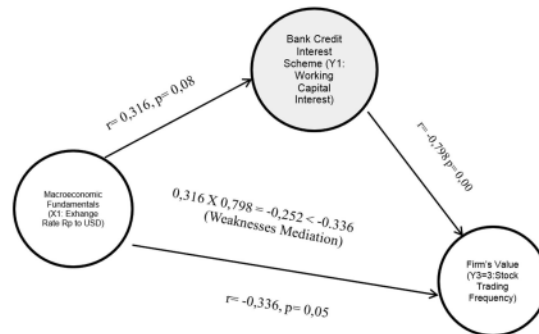 Bank Credit
Interest
Scheme (Y1:
Working
Capital
Interest)
r= 0,316, p= 0,08
r= -0,798 p= 0,00
Macroeconomic
Fundamentals
(X1: Exhange
Rate Rp to USD)
0,316 X 0,798 = -0,252 < -0.336
(Weaknesses Mediation)
Firm's Value
(Y3=3:Stock
Trading
Frequency)
r= -0,336, p= 0,05